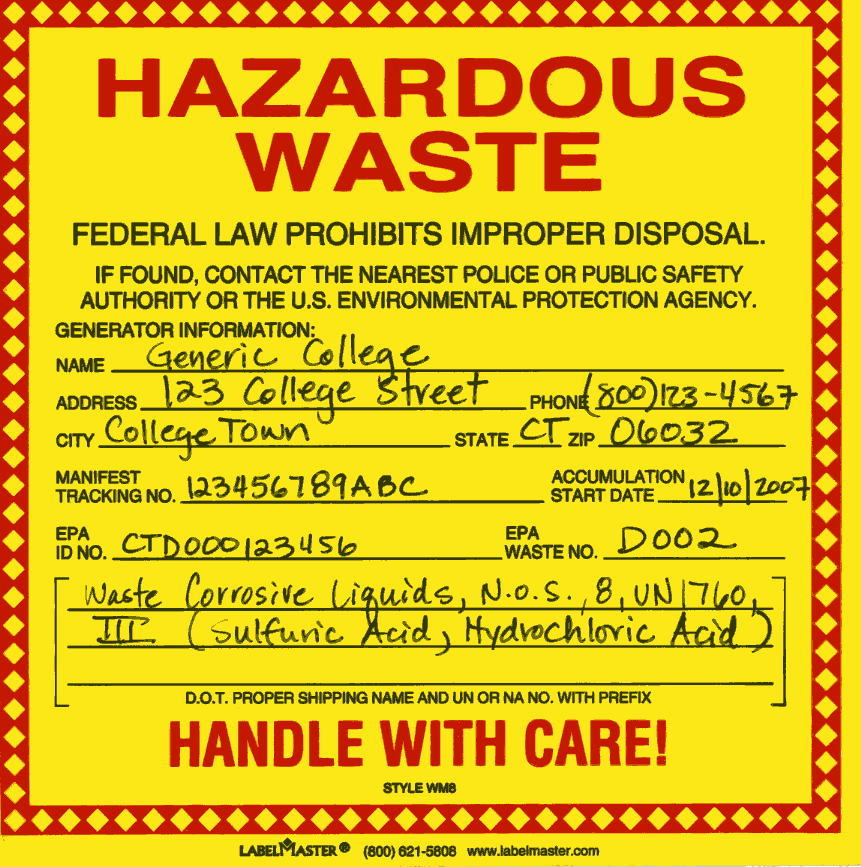 HAZARDOUS
WASTE
FEDERAL LAW PROHIBITS IMPROPER DISPOSAL.
IF FOUND, CONTACT THE NEAREST POLICE OR PUBLIC SAFETY
AUTHORITY OR THE U.S. ENVIRONMENTAL PROTECTION AGENCY.
GENERATOR INFORMATION:
NAME Generic College
ADDRESS 123 College Street PHONE (800)123-4567
CITY College Town STATE CT ZIP 06032
MANIFEST TRACKING NO. 123456789ABC ACCUMULATION START DATE 12/10/2007
EPA ID NO. CTD000123456 EPA WASTE NO. D002
Waste Corrosive Liquids, N.O.S., 8, UN1760,
III (Sulfuric Acid, Hydrochloric Acid)
D.O.T. PROPER SHIPPING NAME AND UN OR NA NO. WITH PREFIX
HANDLE WITH CARE!
STYLE WM8
LABELMASTER® (800) 621-5808 www.labelmaster.com